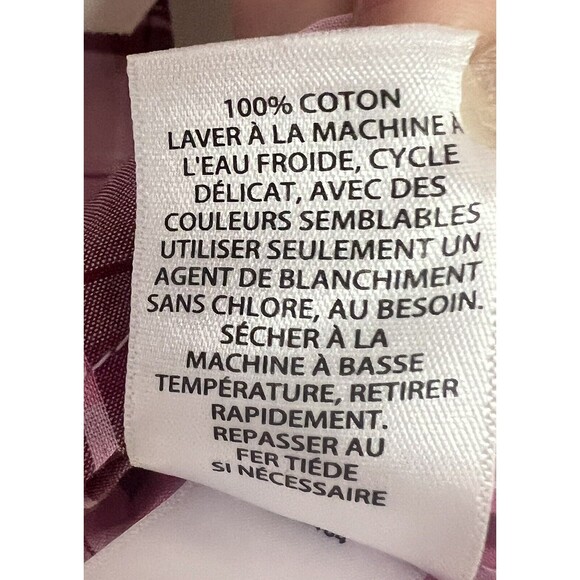 100% COTON
LAVER À LA MACHINE À
L'EAU FROIDE, CYCLE
DÉLICAT, AVEC DES
COULEURS SEMBLABLES
UTILISER SEULEMENT UN
AGENT DE BLANCHIMENT
SANS CHLORE, AU BESOIN.
SÉCHER À LA
MACHINE À BASSE
TEMPÉRATURE, RETIRER
RAPIDEMENT.
REPASSER AU
FER TIÉDE
SI NÉCESSAIRE